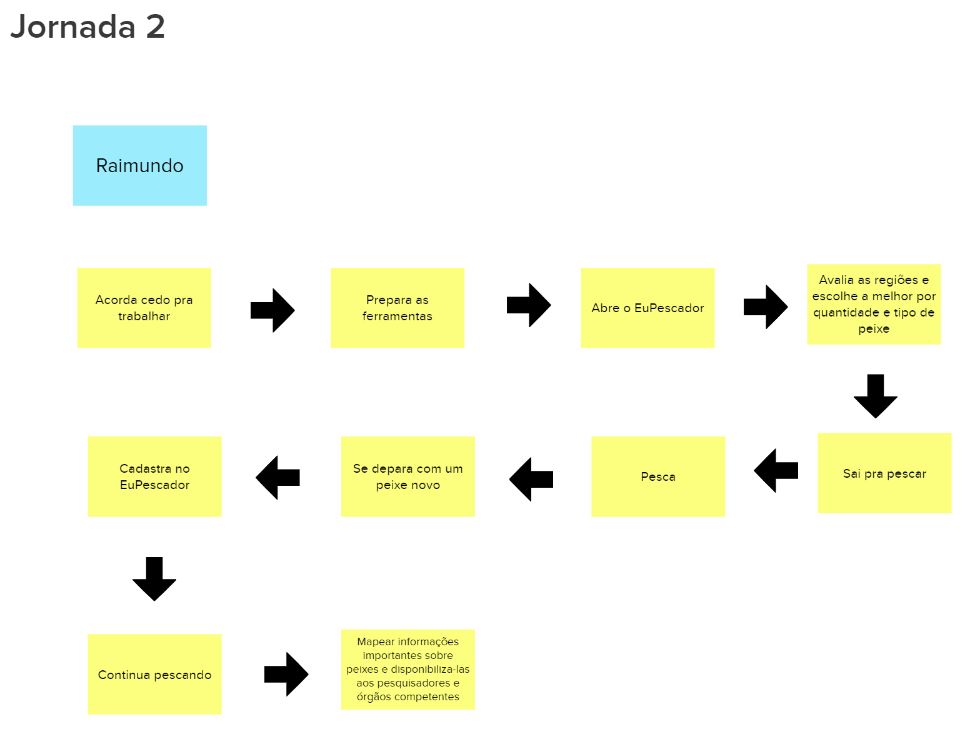 Jornada 2
Raimundo
Acorda cedo pra
trabalhar
Prepara as
ferramentas
Abre o EuPescador
Avalia as regiões e
escolhe a melhor por
quantidade e tipo de
peixe
Sai pra pescar
Pesca
Se depara com um
peixe novo
Cadastra no
EuPescador
Continua pescando
Mapear informações
importantes sobre
peixes e disponibiliza-las
aos pesquisadores e
órgãos competentes